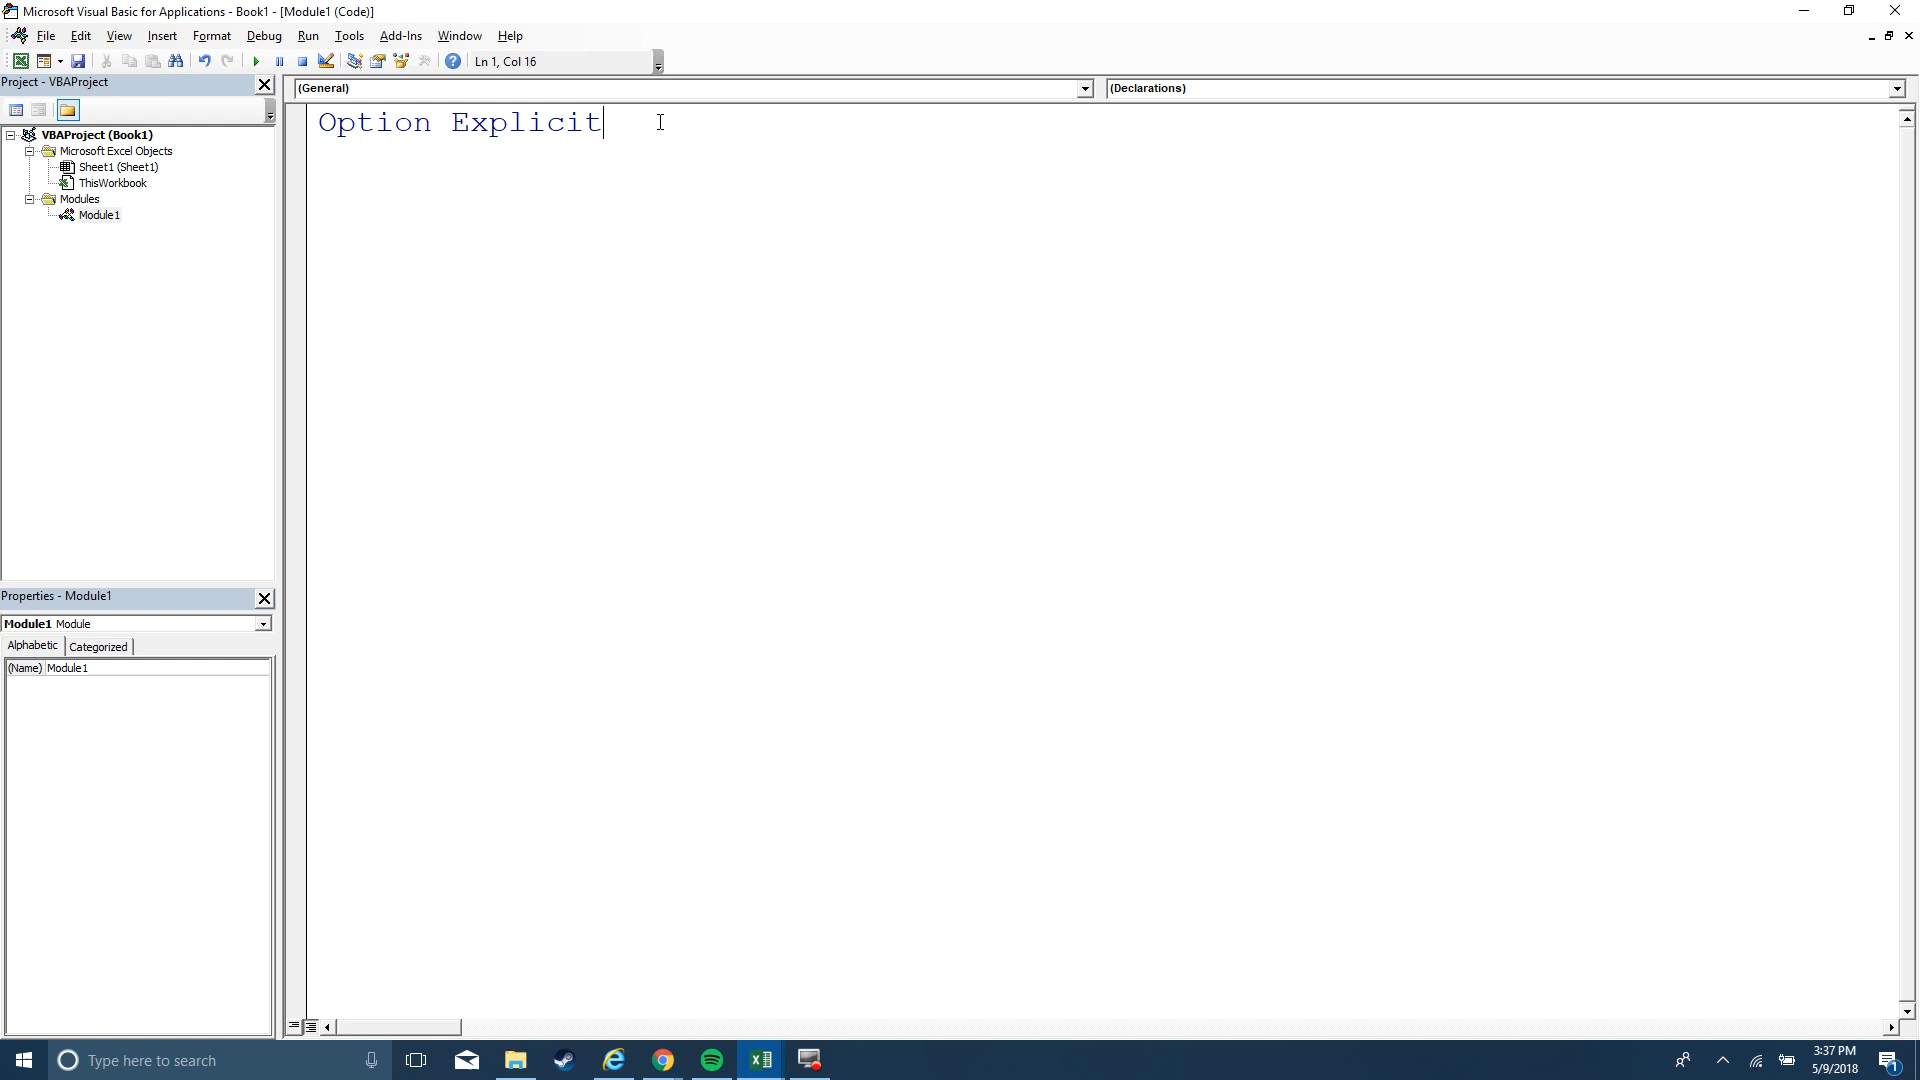 Microsoft Visual Basic for Applications - Book1 - [Module1 (Code)]
File Edit View Insert Format Debug Run Tools Add-Ins Window Help
Ln 1, Col 16
Project - VBAProject
(General) (Declarations)
Option Explicit
VBAProject (Book1)
Microsoft Excel Objects
Sheet1 (Sheet1)
ThisWorkbook
Modules
Module1
Properties - Module1
Module1 Module
Alphabetic Categorized
(Name) Module1
Type here to search
3:37 PM
5/9/2018
1